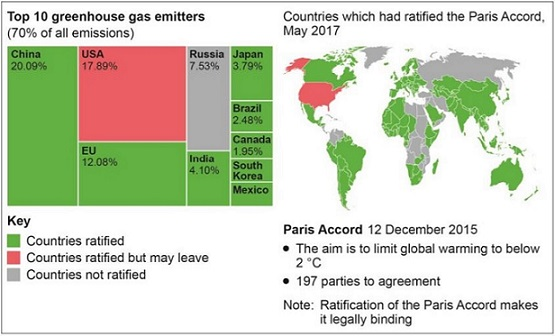 Top 10 greenhouse gas emitters
(70% of all emissions)
China
20.09%
USA
17.89%
EU
12.08%
Russia
7.53%
India
4.10%
Japan
3.79%
Brazil
2.48%
Canada
1.95%
South
Korea
Mexico
Key
Countries ratified
Countries ratified but may leave
Countries not ratified
Countries which had ratified the Paris Accord,
May 2017
Paris Accord 12 December 2015
• The aim is to limit global warming to below
2 °C
• 197 parties to agreement
Note: Ratification of the Paris Accord makes
it legally binding